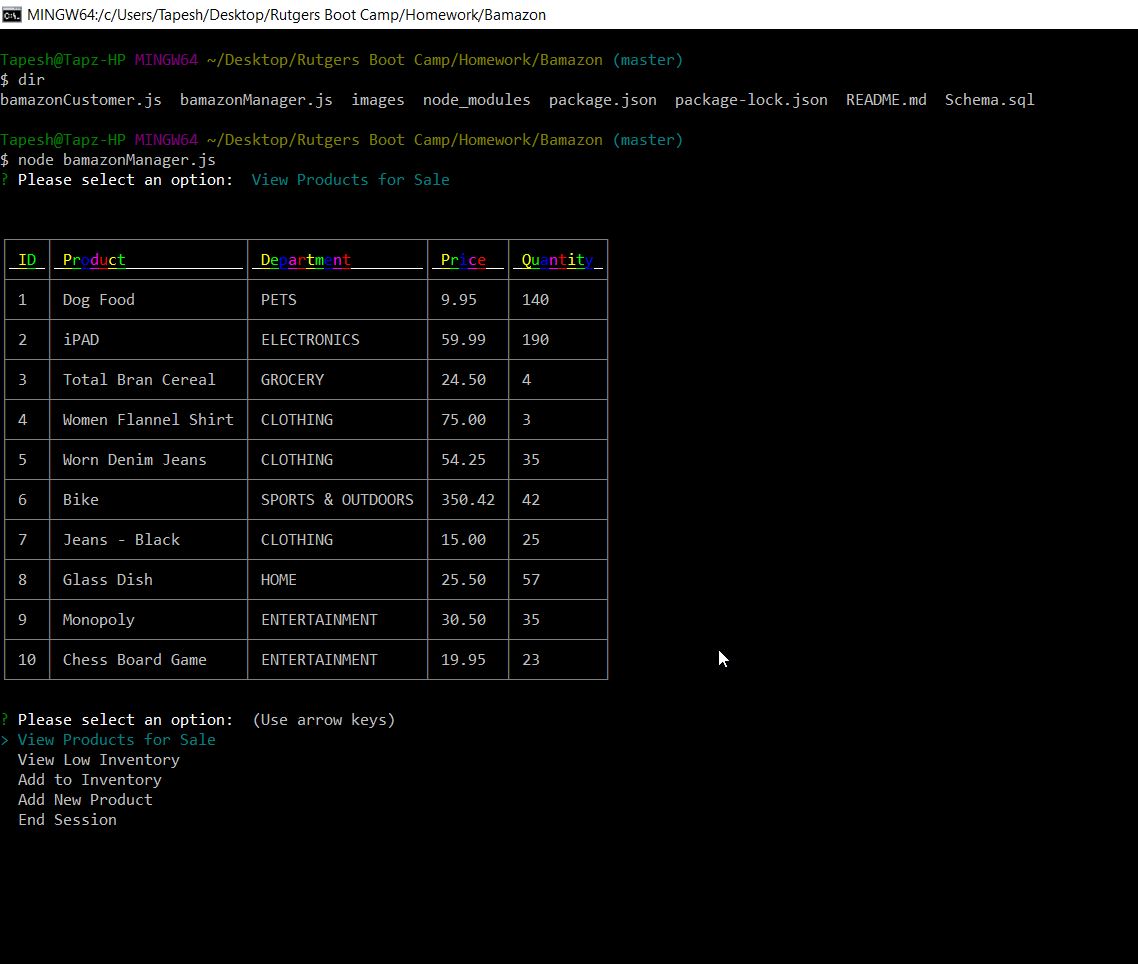 MINGW64:/c/Users/Tapesh/Desktop/Rutgers Boot Camp/Homework/Bamazon
Tapesh@Tapz-HP MINGW64 ~/Desktop/Rutgers Boot Camp/Homework/Bamazon (master)
$ dir
bamazonCustomer.js  bamazonManager.js  images  node_modules  package.json  package-lock.json  README.md  Schema.sql
Tapesh@Tapz-HP MINGW64 ~/Desktop/Rutgers Boot Camp/Homework/Bamazon (master)
$ node bamazonManager.js
? Please select an option:  View Products for Sale
ID Product Department Price Quantity
1 Dog Food PETS 9.95 140
2 iPAD ELECTRONICS 59.99 190
3 Total Bran Cereal GROCERY 24.50 4
4 Women Flannel Shirt CLOTHING 75.00 3
5 Worn Denim Jeans CLOTHING 54.25 35
6 Bike SPORTS & OUTDOORS 350.42 42
7 Jeans - Black CLOTHING 15.00 25
8 Glass Dish HOME 25.50 57
9 Monopoly ENTERTAINMENT 30.50 35
10 Chess Board Game ENTERTAINMENT 19.95 23
? Please select an option:  (Use arrow keys)
> View Products for Sale
View Low Inventory
Add to Inventory
Add New Product
End Session